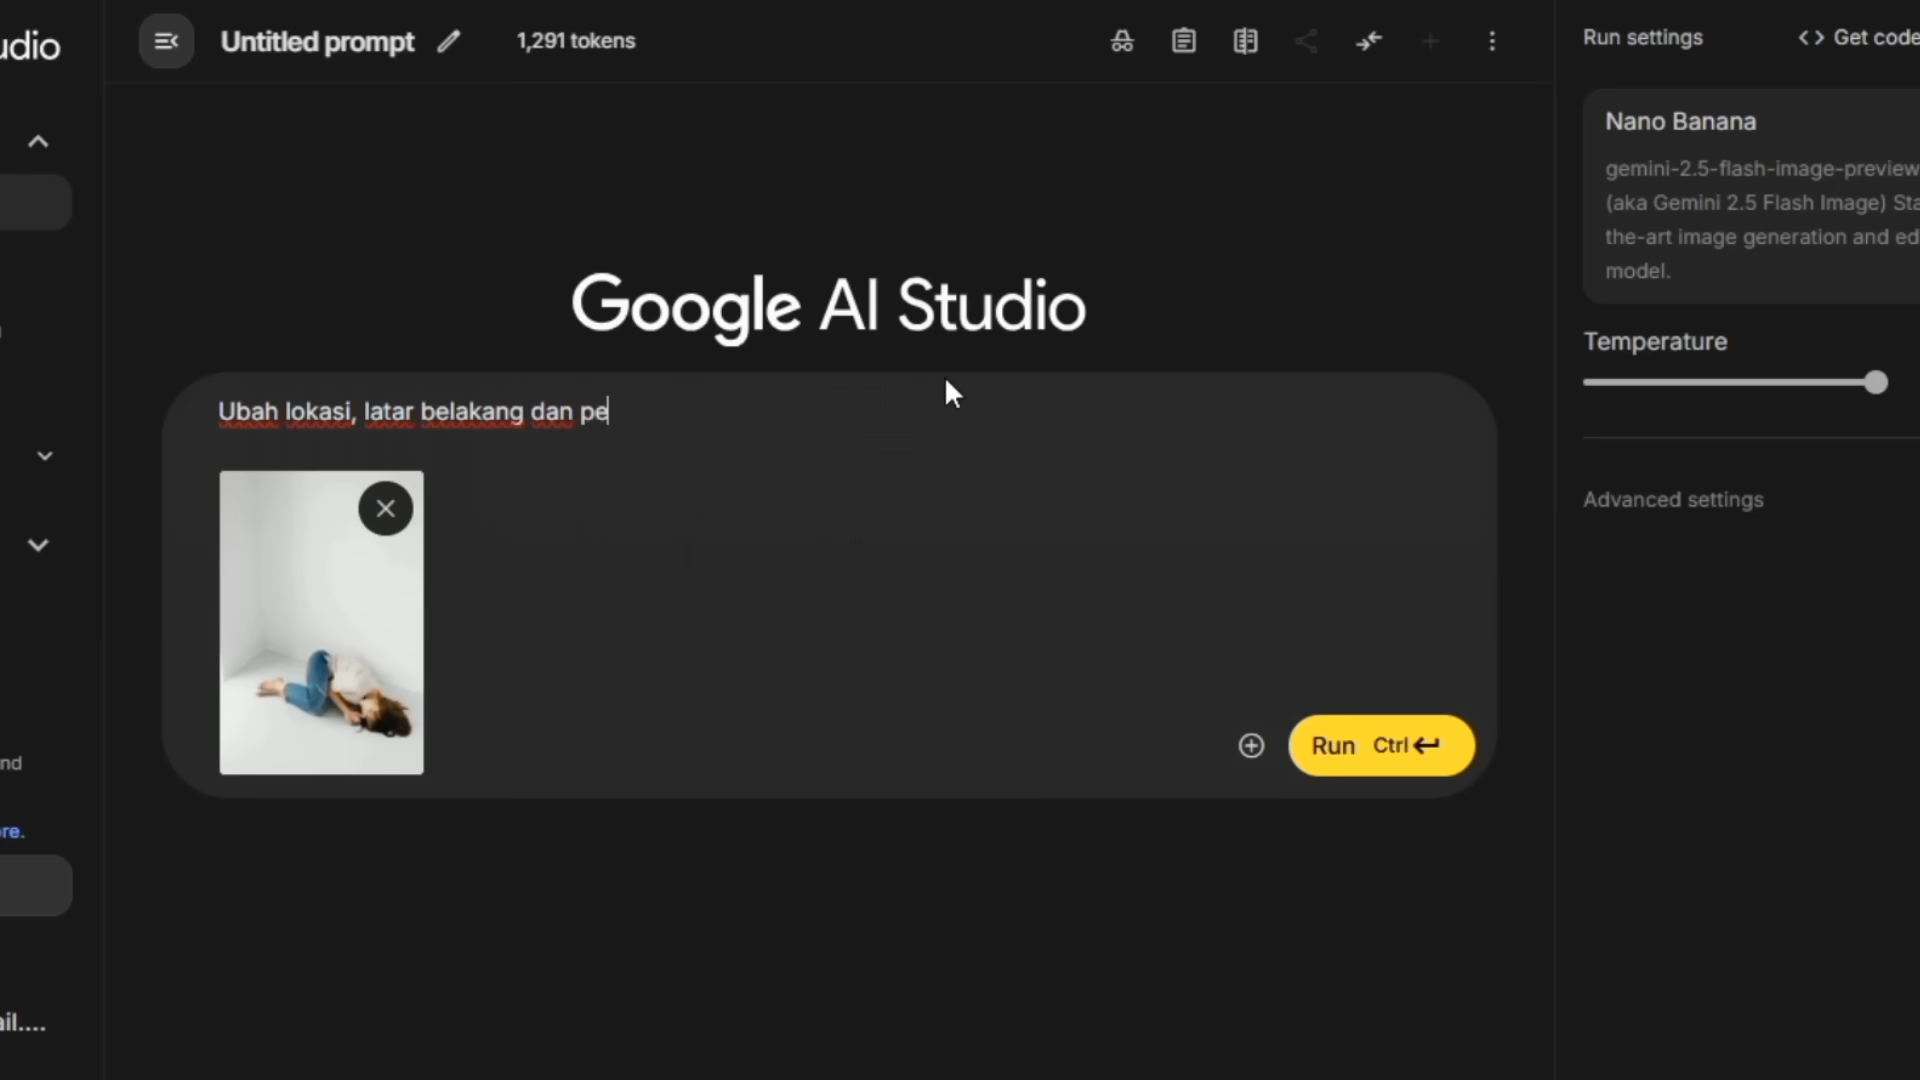 udio
Untitled prompt
1,291 tokens
Run settings
<> Get code
Nano Banana
gemini-2.5-flash-image-preview
(aka Gemini 2.5 Flash Image) Sta
the-art image generation and ed
model.
Google AI Studio
Temperature
Ubah lokasi, latar belakang dan pe
Advanced settings
Run Ctrl
nd
re.
ail....